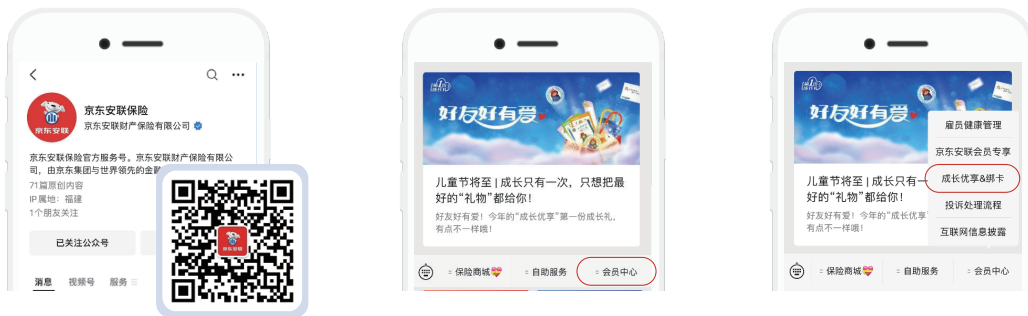 京东安联
京东安联保险
京东安联财产保险有限公司
京东安联保险官方服务号。京东安联财产保险有限公
司，由京东集团与世界领先的金融
71篇原创内容
IP属地：福建
1个朋友关注
已关注公众号
消息 视频号 服务
京东安联
好友好有爱
儿童节将至 | 成长只有一次，只想把最
好的“礼物”都给你！
好友好有爱！今年的“成长优享”第一份成长礼，
有点不一样哦！
保险商城 自助服务 会员中心
好友好有爱
儿童节将至 | 成长只有一
好的“礼物”都给你！
好友好有爱！今年的“成长优享”
有点不一样哦！
雇员健康管理
京东安联会员专享
成长优享&绑卡
投诉处理流程
互联网信息披露
保险商城 自助服务 会员中心